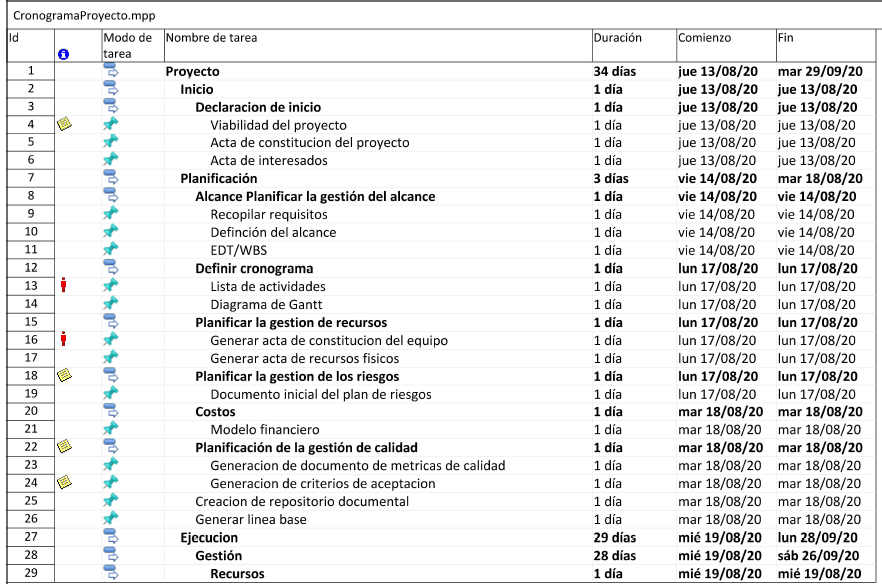 CronogramaProyecto.mpp
Id Modo de tarea Nombre de tarea Duración Comienzo Fin
1 Proyecto 34 días jue 13/08/20 mar 29/09/20
2 Inicio 1 día jue 13/08/20 jue 13/08/20
3 Declaracion de inicio 1 día jue 13/08/20 jue 13/08/20
4 Viabilidad del proyecto 1 día jue 13/08/20 jue 13/08/20
5 Acta de constitucion del proyecto 1 día jue 13/08/20 jue 13/08/20
6 Acta de interesados 1 día jue 13/08/20 jue 13/08/20
7 Planificación 3 días vie 14/08/20 mar 18/08/20
8 Alcance Planificar la gestión del alcance 1 día vie 14/08/20 vie 14/08/20
9 Recopilar requisitos 1 día vie 14/08/20 vie 14/08/20
10 Definción del alcance 1 día vie 14/08/20 vie 14/08/20
11 EDT/WBS 1 día vie 14/08/20 vie 14/08/20
12 Definir cronograma 1 día lun 17/08/20 lun 17/08/20
13 Lista de actividades 1 día lun 17/08/20 lun 17/08/20
14 Diagrama de Gantt 1 día lun 17/08/20 lun 17/08/20
15 Planificar la gestion de recursos 1 día lun 17/08/20 lun 17/08/20
16 Generar acta de constitucion del equipo 1 día lun 17/08/20 lun 17/08/20
17 Generar acta de recursos fisicos 1 día lun 17/08/20 lun 17/08/20
18 Planificar la gestion de los riesgos 1 día lun 17/08/20 lun 17/08/20
19 Documento inicial del plan de riesgos 1 día lun 17/08/20 lun 17/08/20
20 Costos 1 día mar 18/08/20 mar 18/08/20
21 Modelo financiero 1 día mar 18/08/20 mar 18/08/20
22 Planificación de la gestión de calidad 1 día mar 18/08/20 mar 18/08/20
23 Generacion de documento de metricas de calidad 1 día mar 18/08/20 mar 18/08/20
24 Generacion de criterios de aceptacion 1 día mar 18/08/20 mar 18/08/20
25 Creacion de repositorio documental 1 día mar 18/08/20 mar 18/08/20
26 Generar linea base 1 día mar 18/08/20 mar 18/08/20
27 Ejecucion 29 días mié 19/08/20 lun 28/09/20
28 Gestión 28 días mié 19/08/20 sáb 26/09/20
29 Recursos 1 día mié 19/08/20 mié 19/08/20